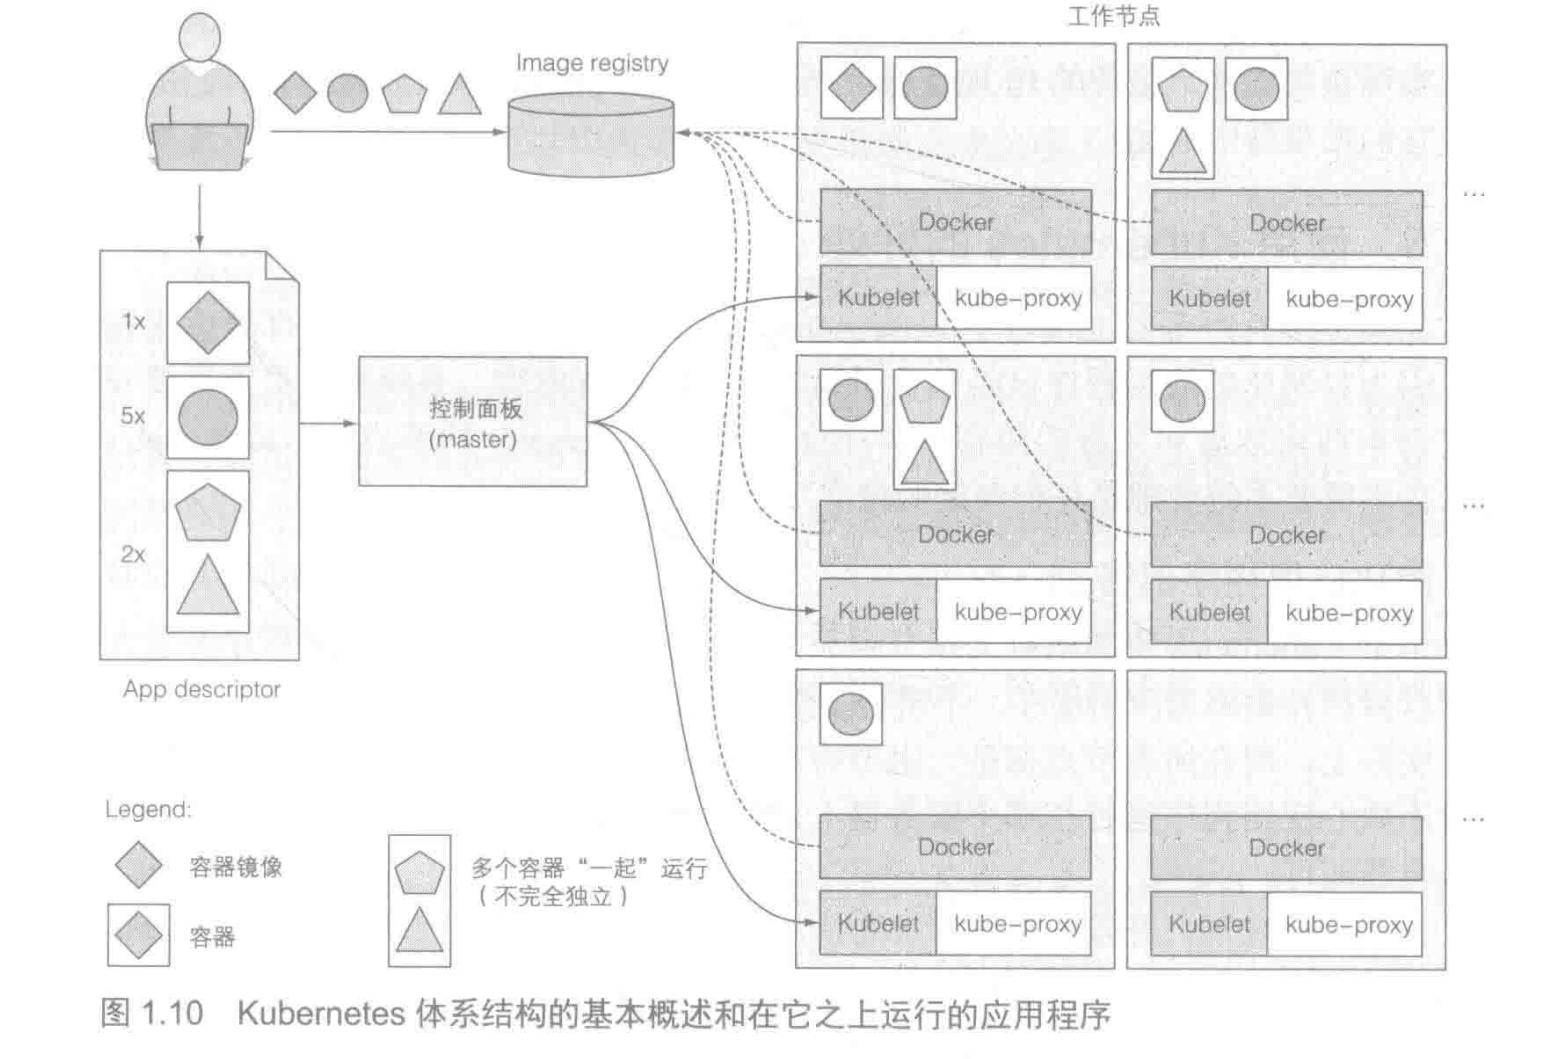 工作节点
Image registry
Docker
Kubelet
kube-proxy
Docker
Kubelet
kube-proxy
...
1x
5x
2x
App descriptor
控制面板
(master)
Docker
Kubelet
kube-proxy
Docker
Kubelet
kube-proxy
...
Docker
Kubelet
kube-proxy
Docker
Kubelet
kube-proxy
...
Legend:
容器镜像
容器
多个容器“一起”运行
(不完全独立)
图 1.10 Kubernetes 体系结构的基本概述和在它之上运行的应用程序